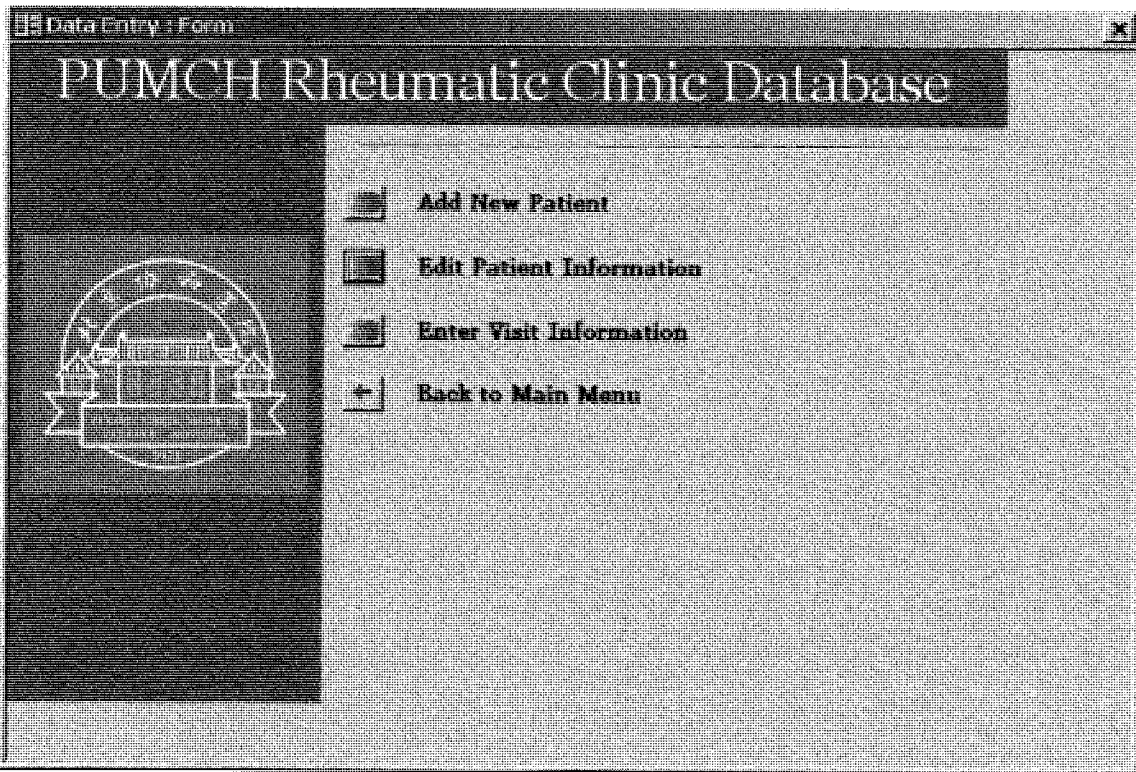 Data Entry : Form
PUMCH Rheumatic Clinic Database
Add New Patient
Edit Patient Information
Enter Visit Information
Back to Main Menu